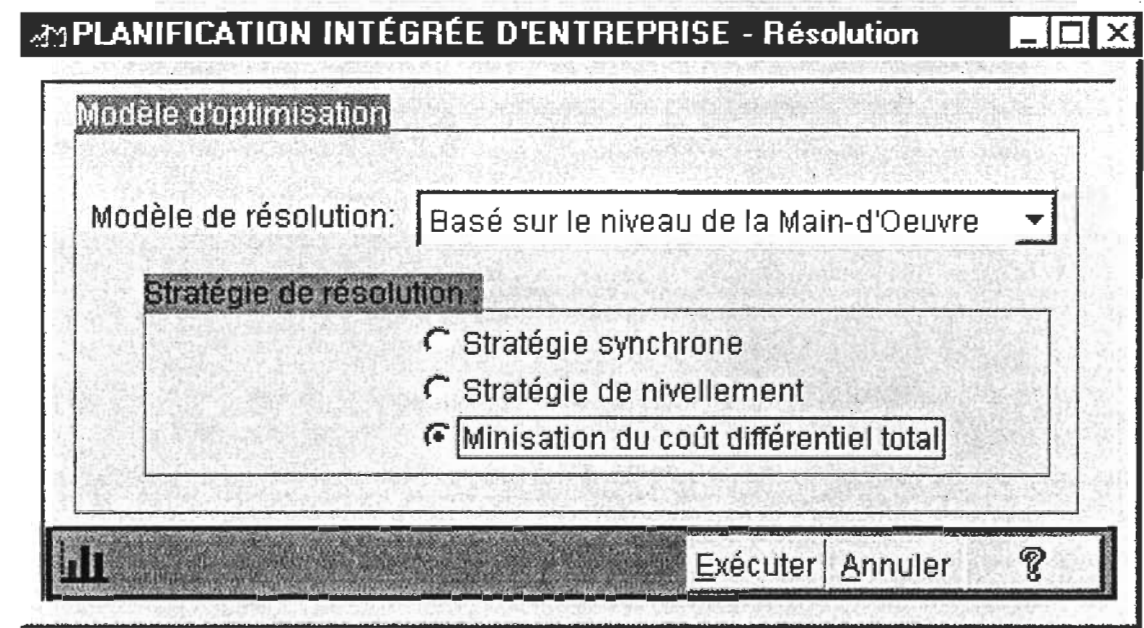 PLANIFICATION INTÉGRÉE D'ENTREPRISE - Résolution
Modèle d'optimisation
Modèle de résolution: Basé sur le niveau de la Main-d'Oeuvre
Stratégie de résolution :
Stratégie synchrone
Stratégie de nivellement
Minisation du coût différentiel total
Exécuter Annuler ?